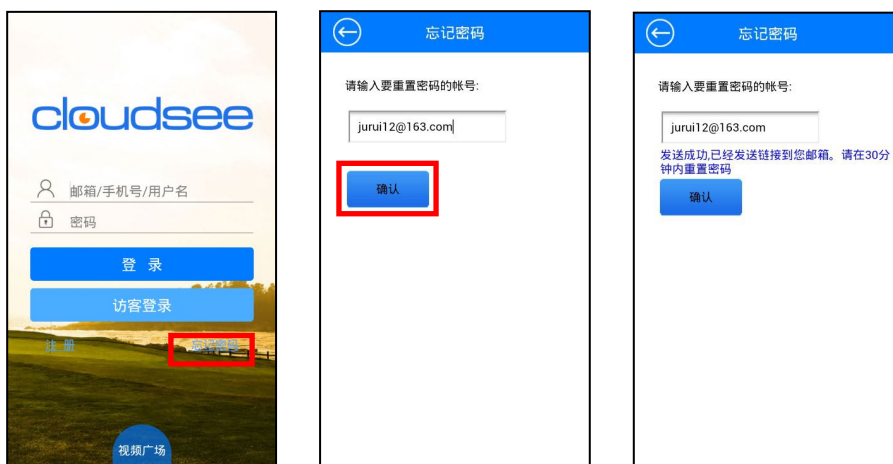 cloudsee
邮箱/手机号/用户名
密码
登 录
访客登录
注 册
忘记密码
视频广场
忘记密码
请输入要重置密码的帐号:
jurui12@163.com
确认
忘记密码
请输入要重置密码的帐号:
jurui12@163.com
发送成功,已经发送链接到您邮箱。请在30分
钟内重置密码
确认